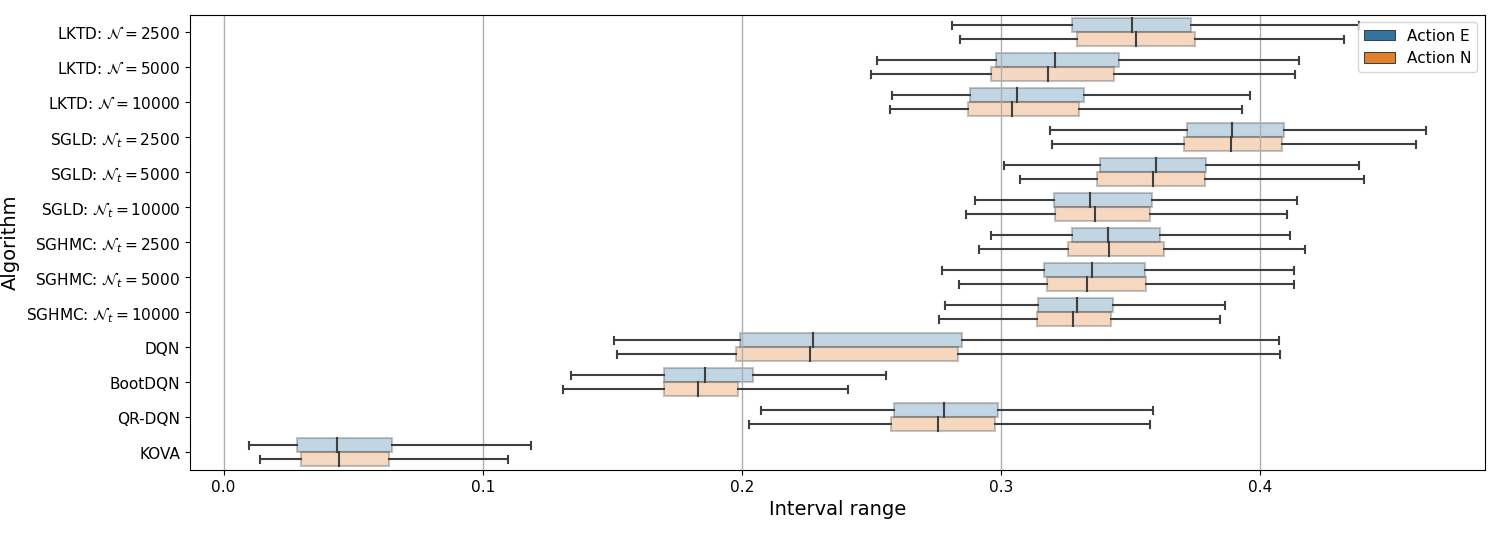 LKTD: 𝒩 = 2500
LKTD: 𝒩 = 5000
LKTD: 𝒩 = 10000
SGLD: 𝒩ₜ = 2500
SGLD: 𝒩ₜ = 5000
SGLD: 𝒩ₜ = 10000
SGHMC: 𝒩ₜ = 2500
SGHMC: 𝒩ₜ = 5000
SGHMC: 𝒩ₜ = 10000
DQN
BootDQN
QR-DQN
KOVA
Algorithm
Action E
Action N
0.0 0.1 0.2 0.3 0.4
Interval range